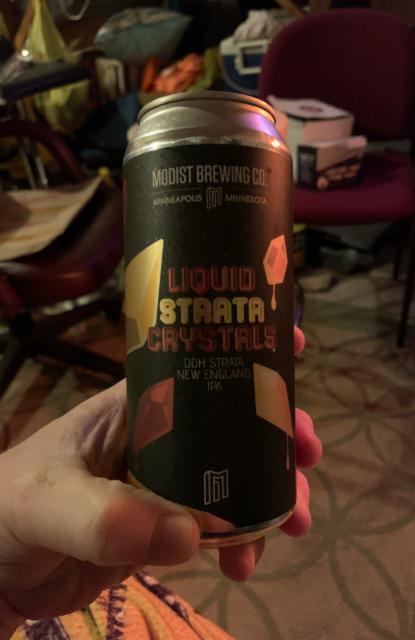 MODIST BREWING CO.
MINNEAPOLIS M MINNESOTA
LIQUID
STRATA
CRYSTALS
DDH STRATA
NEW ENGLAND
IPA
M